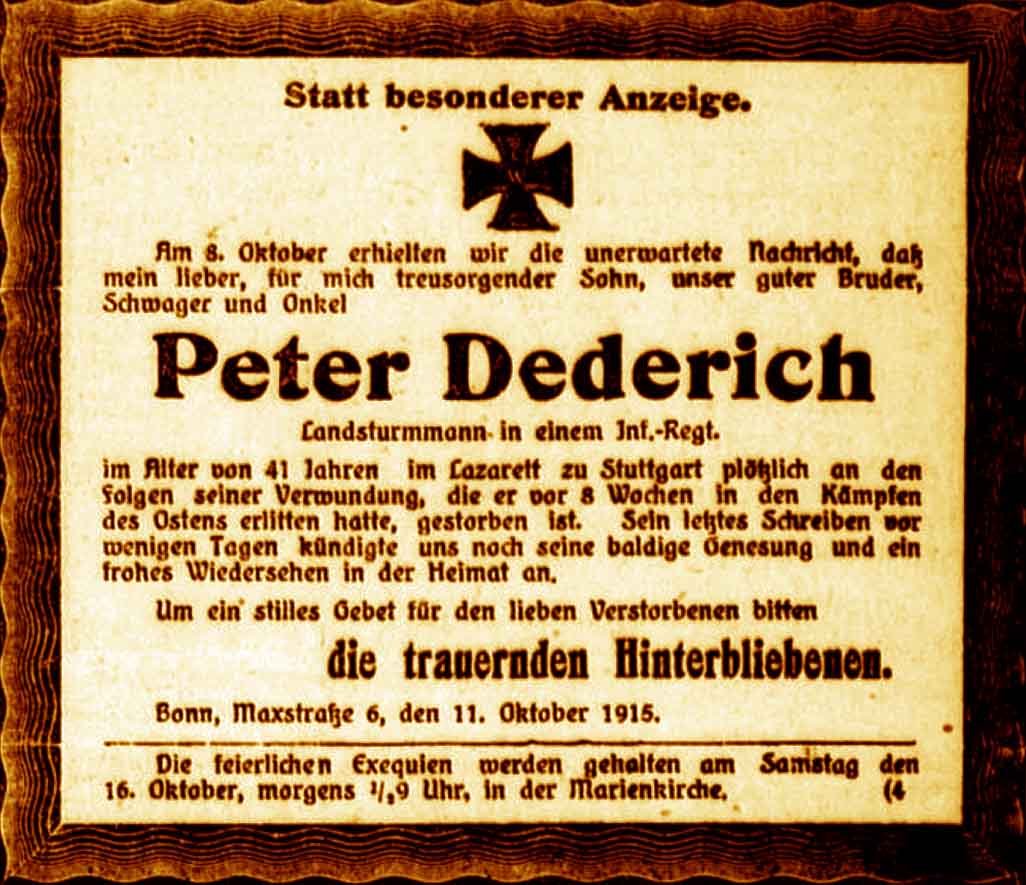 Statt besonderer Anzeige.
Am 8. Oktober erhielten wir die unerwartete Nachricht, daß
mein lieber, für mich treusorgender Sohn, unser guter Bruder,
Schwager und Onkel
Peter Dederich
Landsturmmann in einem Inf.-Regt.
im Alter von 41 Jahren im Lazarett zu Stuttgart plötzlich an den
Folgen seiner Verwundung, die er vor 8 Wochen in den Kämpfen
des Ostens erlitten hatte, gestorben ist. Sein letztes Schreiben vor
wenigen Tagen kündigte uns noch seine baldige Genesung und ein
frohes Wiedersehen in der Heimat an.
Um ein stilles Gebet für den lieben Verstorbenen bitten
die trauernden Hinterbliebenen.
Bonn, Maxstraße 6, den 11. Oktober 1915.
Die feierlichen Exequien werden gehalten am Samstag den
16. Oktober, morgens ½9 Uhr, in der Marienkirche. (4